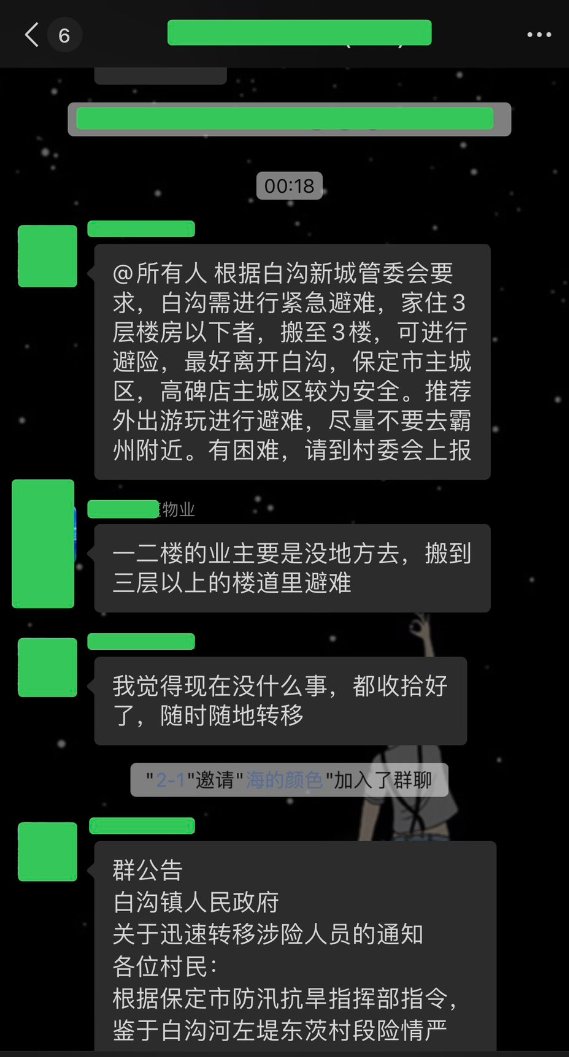 6
00:18
@所有人 根据白沟新城管委会要
求，白沟需进行紧急避难，家住3
层楼房以下者，搬至3楼，可进行
避险，最好离开白沟，保定市主城
区，高碑店主城区较为安全。推荐
外出游玩进行避难，尽量不要去霸
州附近。有困难，请到村委会上报
物业
一二楼的业主要是没地方去，搬到
三层以上的楼道里避难
我觉得现在没什么事，都收拾好
了，随时随地转移
"2-1"邀请"海的颜色"加入了群聊
群公告
白沟镇人民政府
关于迅速转移涉险人员的通知
各位村民：
根据保定市防汛抗旱指挥部指令，
鉴于白沟河左堤东茨村段险情严